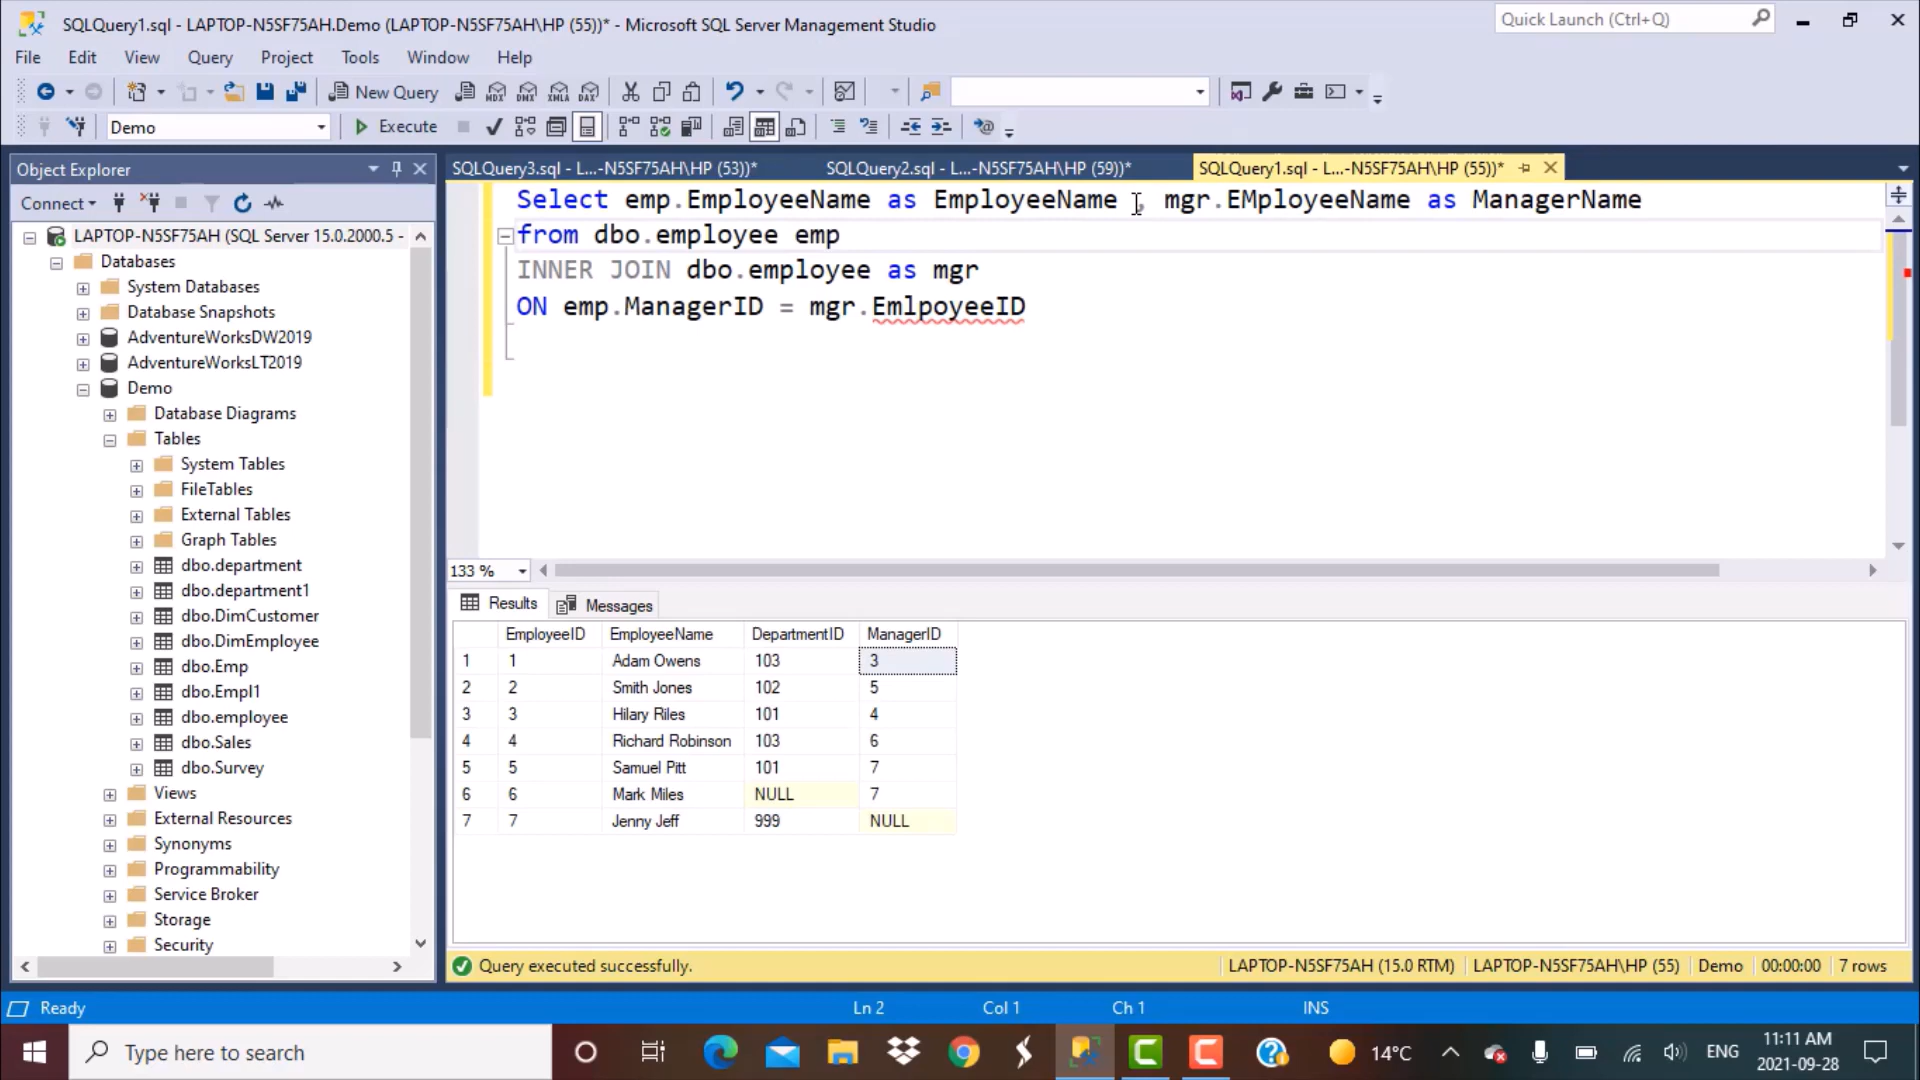 SQLQuery1.sql - LAPTOP-N5SF75AH.Demo (LAPTOP-N5SF75AH\HP (55))* - Microsoft SQL Server Management Studio
Quick Launch (Ctrl+Q)
File Edit View Query Project Tools Window Help
New Query MDX DMX XMLA DAX
Demo Execute
Object Explorer
SQLQuery3.sql - L...-N5SF75AH\HP (53))* SQLQuery2.sql - L...-N5SF75AH\HP (59))* SQLQuery1.sql - L...-N5SF75AH\HP (55))*
Connect
LAPTOP-N5SF75AH (SQL Server 15.0.2000.5 -
Databases
System Databases
Database Snapshots
AdventureWorksDW2019
AdventureWorksLT2019
Demo
Database Diagrams
Tables
System Tables
FileTables
External Tables
Graph Tables
dbo.department
dbo.department1
dbo.DimCustomer
dbo.DimEmployee
dbo.Emp
dbo.Empl1
dbo.employee
dbo.Sales
dbo.Survey
Views
External Resources
Synonyms
Programmability
Service Broker
Storage
Security
Select emp.EmployeeName as EmployeeName , mgr.EMployeeName as ManagerName
from dbo.employee emp
INNER JOIN dbo.employee as mgr
ON emp.ManagerID = mgr.EmlpoyeeID
133 %
Results Messages
EmployeeID EmployeeName DepartmentID ManagerID
1 1 Adam Owens 103 3
2 2 Smith Jones 102 5
3 3 Hilary Riles 101 4
4 4 Richard Robinson 103 6
5 5 Samuel Pitt 101 7
6 6 Mark Miles NULL 7
7 7 Jenny Jeff 999 NULL
Query executed successfully. LAPTOP-N5SF75AH (15.0 RTM) LAPTOP-N5SF75AH\HP (55) Demo 00:00:00 7 rows
Ready Ln 2 Col 1 Ch 1 INS
Type here to search
14°C ENG
11:11 AM
2021-09-28